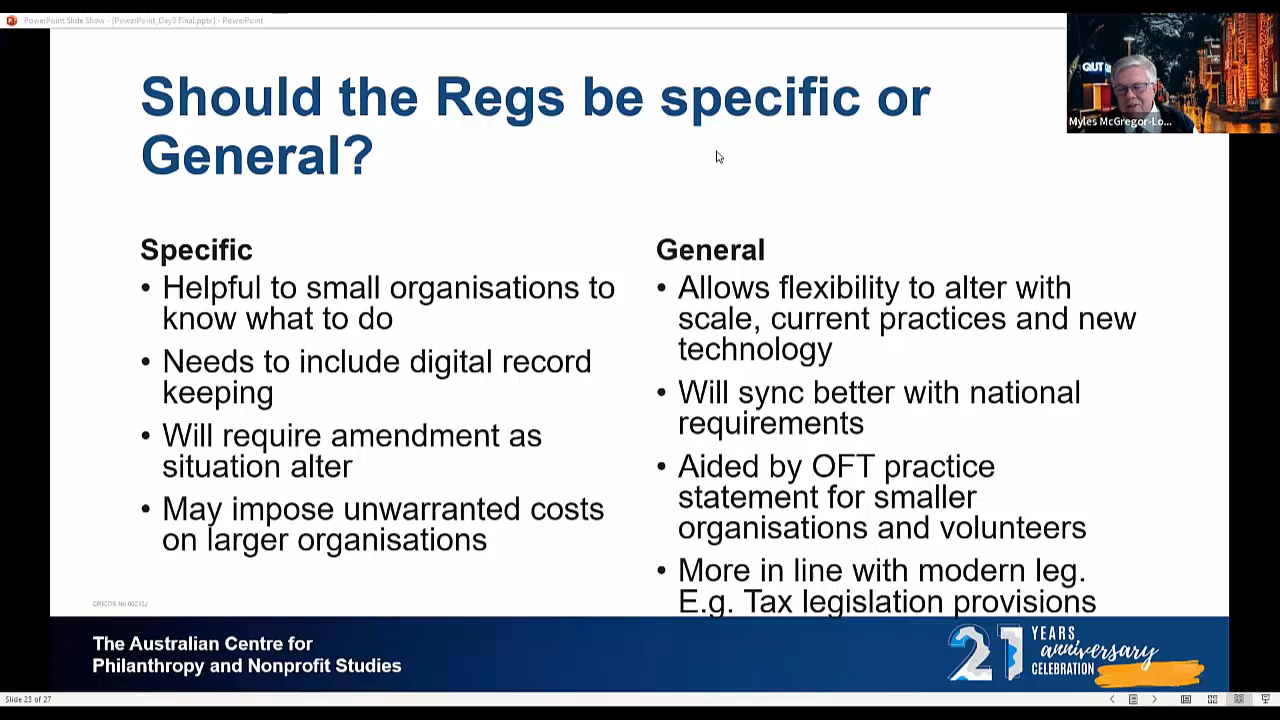 PowerPoint Slide Show - [PowerPoint_Day3 Final.pptx] - PowerPoint
QUT
Myles McGregor-Lo...
Should the Regs be specific or
General?
Specific
• Helpful to small organisations to
know what to do
• Needs to include digital record
keeping
• Will require amendment as
situation alter
• May impose unwarranted costs
on larger organisations
General
• Allows flexibility to alter with
scale, current practices and new
technology
• Will sync better with national
requirements
• Aided by OFT practice
statement for smaller
organisations and volunteers
• More in line with modern leg.
E.g. Tax legislation provisions
CRICOS No.00213J
The Australian Centre for
Philanthropy and Nonprofit Studies
21 YEARS
anniversary
CELEBRATION
Slide 23 of 27